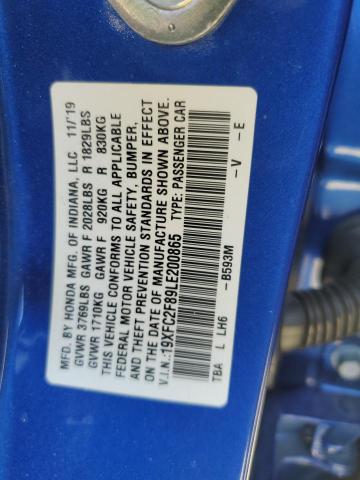 MFD. BY HONDA MFG. OF INDIANA, LLC 11/'19
GVWR 3769LBS GAWR F 2028LBS R 1829LBS
GVWR 1710KG GAWR F 920KG R 830KG
THIS VEHICLE CONFORMS TO ALL APPLICABLE
FEDERAL MOTOR VEHICLE SAFETY, BUMPER,
AND THEFT PREVENTION STANDARDS IN EFFECT
ON THE DATE OF MANUFACTURE SHOWN ABOVE.
V.I.N.:19XFC2F89LE200865 TYPE: PASSENGER CAR
TBA L LH6 -B593M -V -E